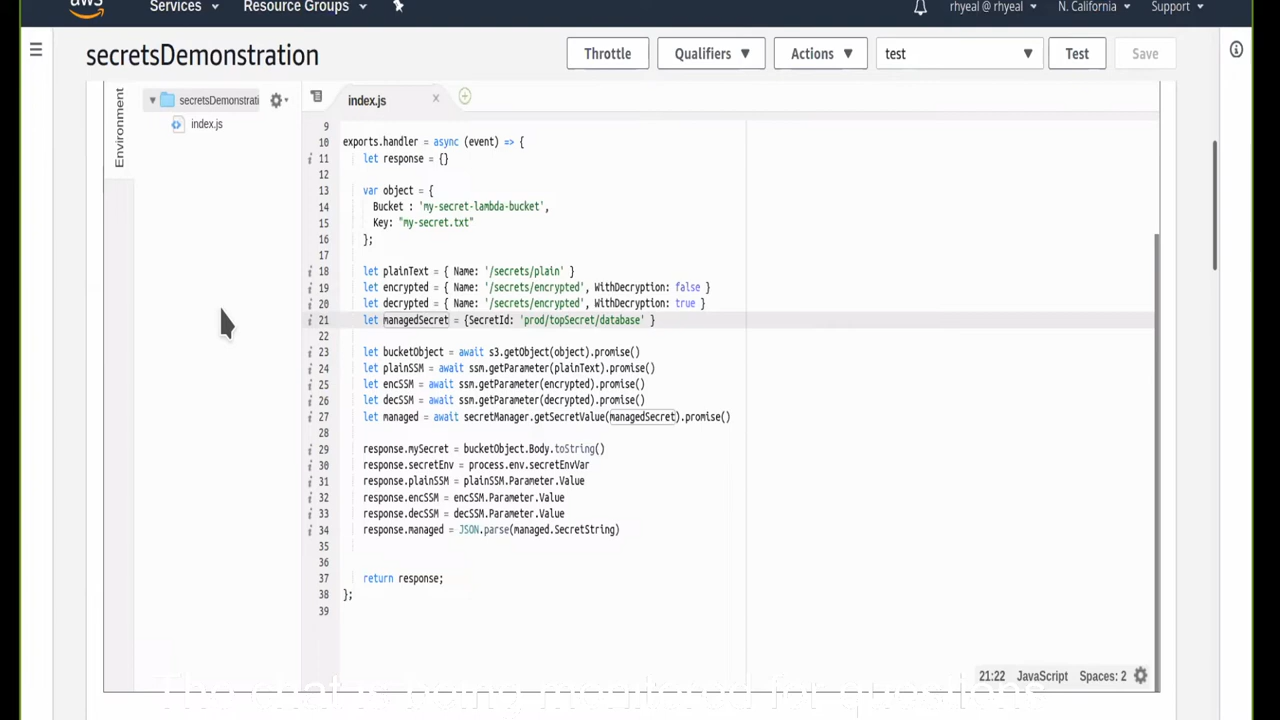 aws Services Resource Groups rhyeal @ rhyeal N. California Support
secretsDemonstration Throttle Qualifiers Actions test Test Save
Environment
secretsDemonstrati
index.js
index.js
9
10 exports.handler = async (event) => {
11 let response = {}
12
13 var object = {
14 Bucket : 'my-secret-lambda-bucket',
15 Key: "my-secret.txt"
16 };
17
18 let plainText = { Name: '/secrets/plain' }
19 let encrypted = { Name: '/secrets/encrypted', WithDecryption: false }
20 let decrypted = { Name: '/secrets/encrypted', WithDecryption: true }
21 let managedSecret = {SecretId: 'prod/topSecret/database' }
22
23 let bucketObject = await s3.getObject(object).promise()
24 let plainSSM = await ssm.getParameter(plainText).promise()
25 let encSSM = await ssm.getParameter(encrypted).promise()
26 let decSSM = await ssm.getParameter(decrypted).promise()
27 let managed = await secretManager.getSecretValue(managedSecret).promise()
28
29 response.mySecret = bucketObject.Body.toString()
30 response.secretEnv = process.env.secretEnvVar
31 response.plainSSM = plainSSM.Parameter.Value
32 response.encSSM = encSSM.Parameter.Value
33 response.decSSM = decSSM.Parameter.Value
34 response.managed = JSON.parse(managed.SecretString)
35
36
37 return response;
38 };
39
21:22 JavaScript Spaces: 2
The chat is being monitored for questions